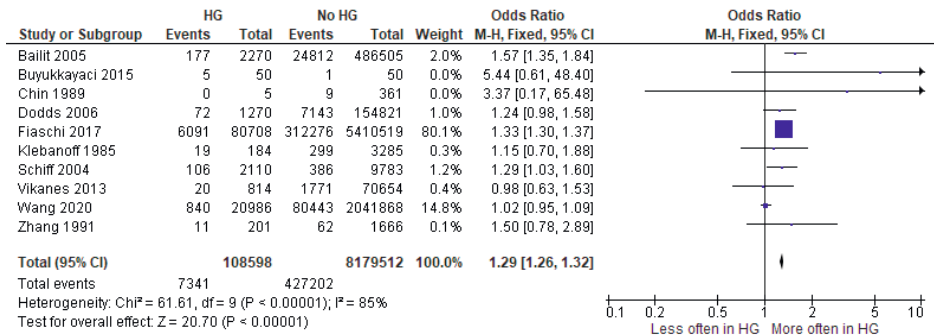 HG No HG Odds Ratio Odds Ratio
Study or Subgroup Events Total Events Total Weight M-H, Fixed, 95% CI M-H, Fixed, 95% CI
Bailit 2005 177 2270 24812 486505 2.0% 1.57 [1.35, 1.84]
Buyukkayaci 2015 5 50 1 50 0.0% 5.44 [0.61, 48.40]
Chin 1989 0 5 9 361 0.0% 3.37 [0.17, 65.48]
Dodds 2006 72 1270 7143 154821 0.6% 1.24 [0.98, 1.58]
Fiaschi 2017 6091 80708 312276 5410519 80.1% 1.33 [1.30, 1.37]
Klebanoff 1985 19 184 299 3285 0.3% 1.15 [0.70, 1.88]
Schiff 2004 106 2110 386 9783 1.2% 1.29 [1.03, 1.60]
Vikanes 2013 20 814 1771 70654 0.4% 0.98 [0.63, 1.53]
Wang 2020 840 20986 80443 2041868 14.8% 1.02 [0.95, 1.09]
Zhang 1991 11 201 62 1666 0.1% 1.50 [0.78, 2.89]
Total (95% CI) 108598 8179512 100.0% 1.29 [1.26, 1.32]
Total events 7341 427202
Heterogeneity: Chi² = 61.61, df = 9 (P < 0.00001); I² = 85%
Test for overall effect: Z = 20.70 (P < 0.00001)
0.1 0.2 0.5 1 2 5 10
Less often in HG More often in HG